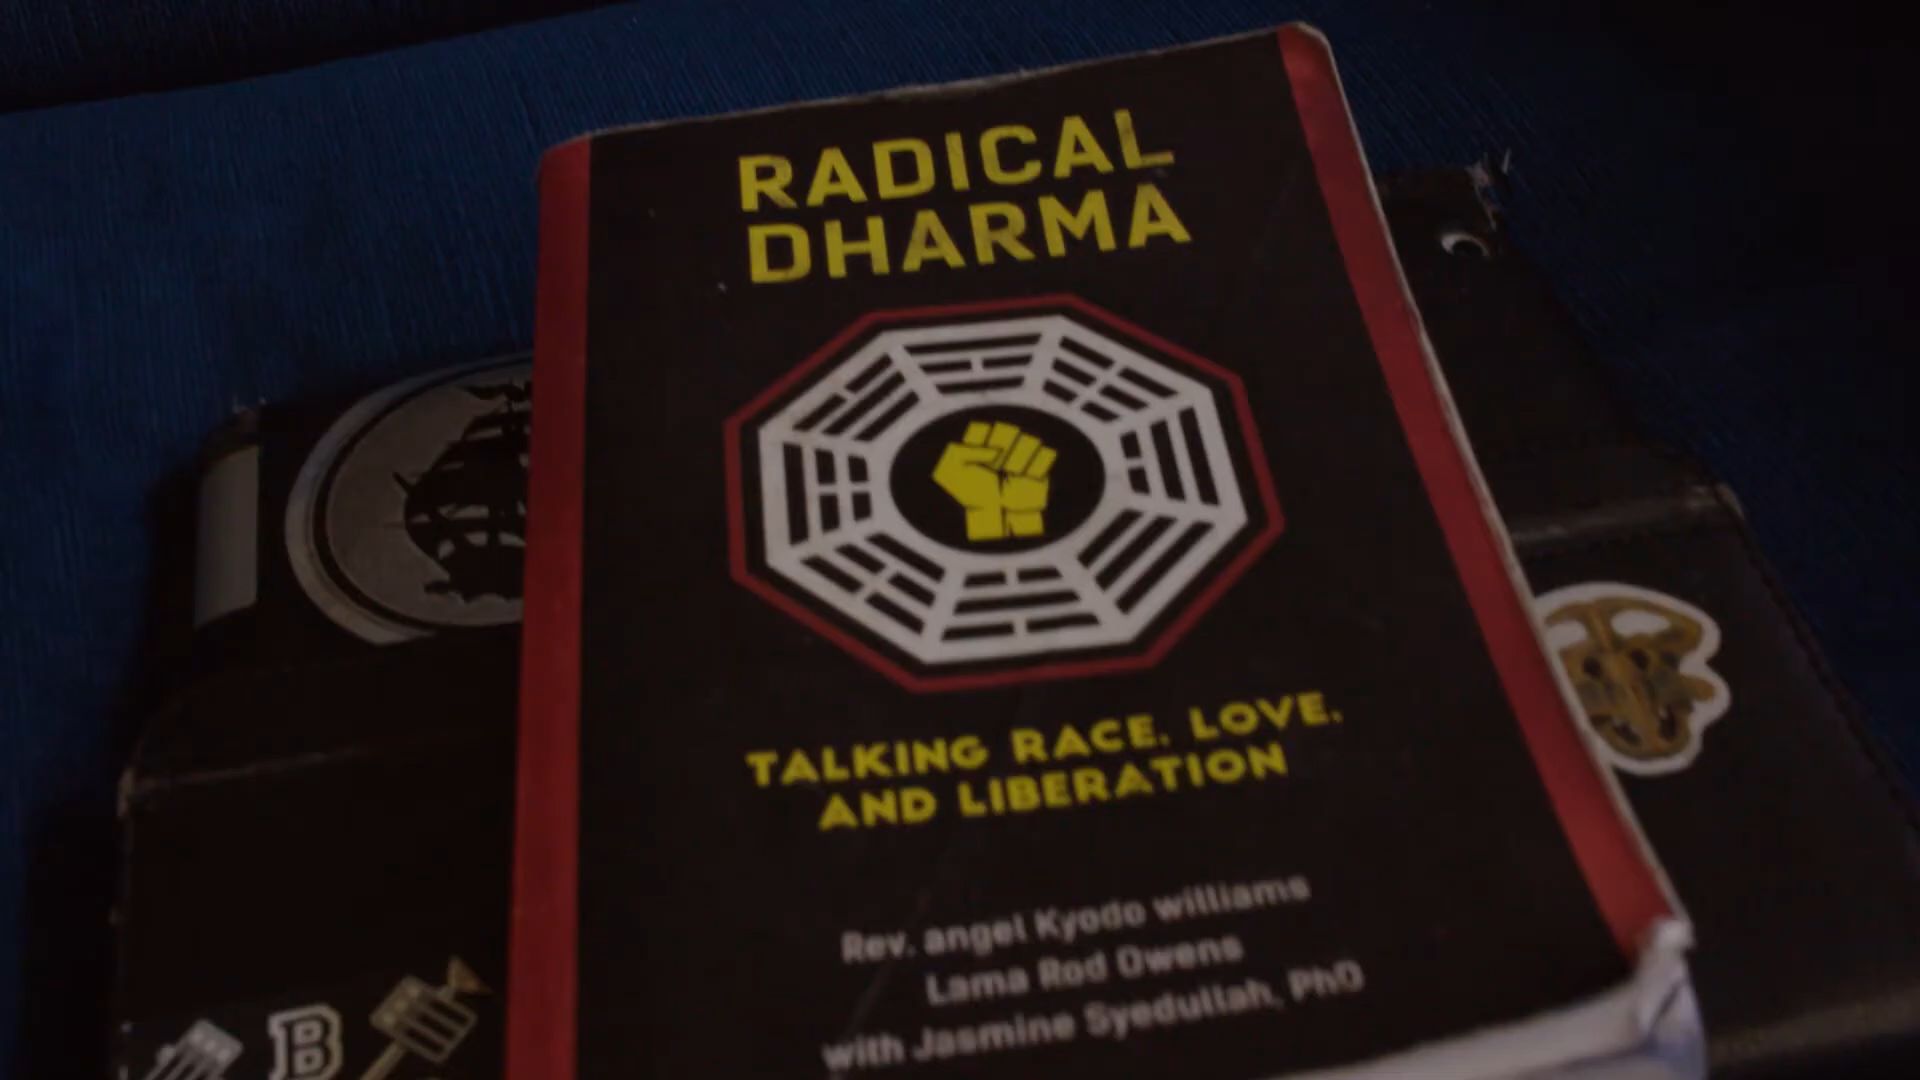 RADICAL
DHARMA
TALKING RACE, LOVE,
AND LIBERATION
Rev. angel Kyodo williams
Lama Rod Owens
with Jasmine Syedullah, PhD
B